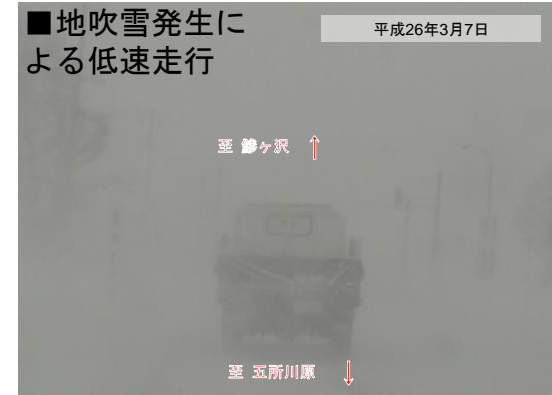 ■地吹雪発生に
よる低速走行
平成26年3月7日
至 鰺ヶ沢 ↑
至 五所川原 ↓